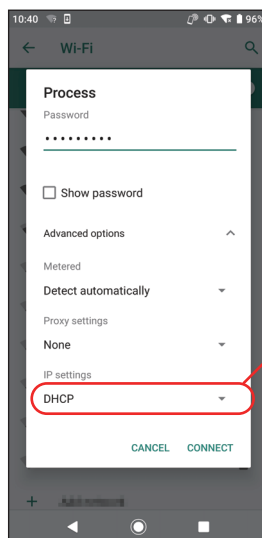 10:40 96%
Wi-Fi
Process
Password
•••••••••
Show password
Advanced options
Metered
Detect automatically
Proxy settings
None
IP settings
DHCP
CANCEL CONNECT